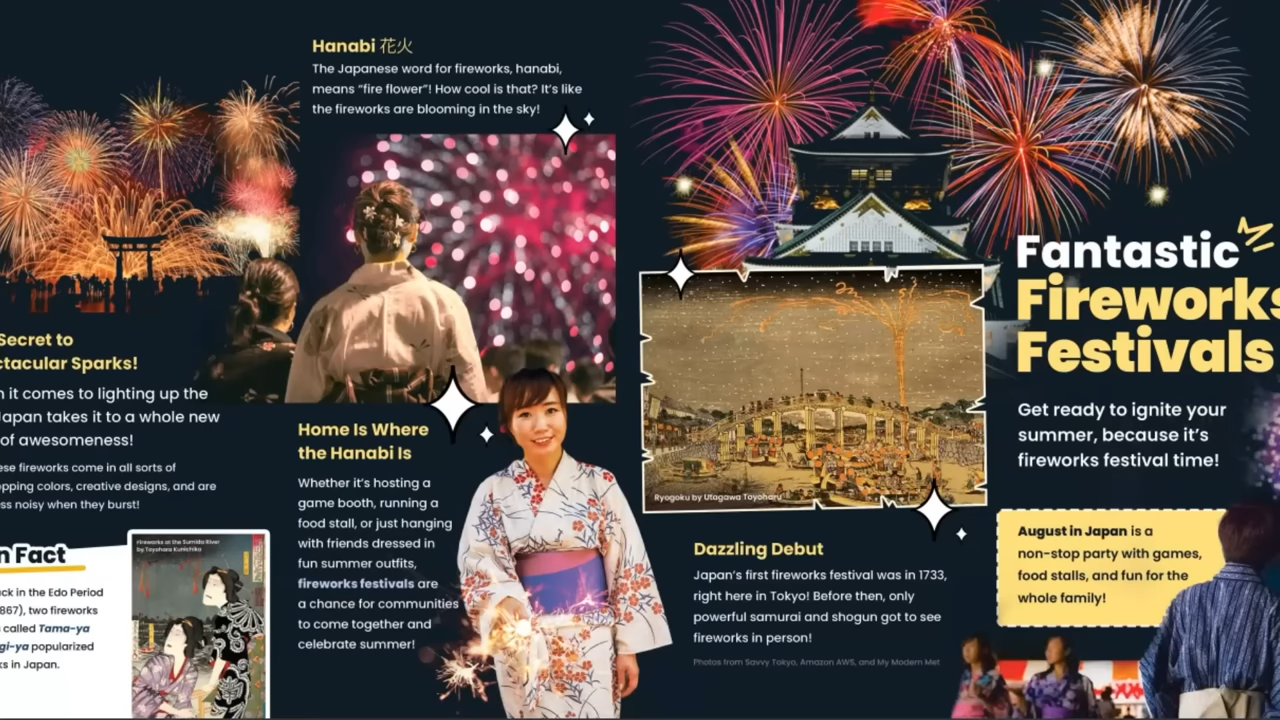 Hanabi 花火
The Japanese word for fireworks, hanabi,
means “fire flower”! How cool is that? It’s like
the fireworks are blooming in the sky!
Secret to
ctacular Sparks!
it comes to lighting up the
Japan takes it to a whole new
of awesomeness!
ese fireworks come in all sorts of
pping colors, creative designs, and are
ss noisy when they burst!
n Fact
ack in the Edo Period
867), two fireworks
called Tama-ya
gi-ya popularized
ks in Japan.
Fireworks at the Sumida River
by Toyohara Kunichika
Home Is Where
the Hanabi Is
Whether it’s hosting a
game booth, running a
food stall, or just hanging
with friends dressed in
fun summer outfits,
fireworks festivals are
a chance for communities
to come together and
celebrate summer!
Ryogoku by Utagawa Toyoharu
Dazzling Debut
Japan’s first fireworks festival was in 1733,
right here in Tokyo! Before then, only
powerful samurai and shogun got to see
fireworks in person!
Photos from Savvy Tokyo, Amazon AWS, and My Modern Met
Fantastic
Fireworks
Festivals
Get ready to ignite your
summer, because it’s
fireworks festival time!
August in Japan is a
non-stop party with games,
food stalls, and fun for the
whole family!